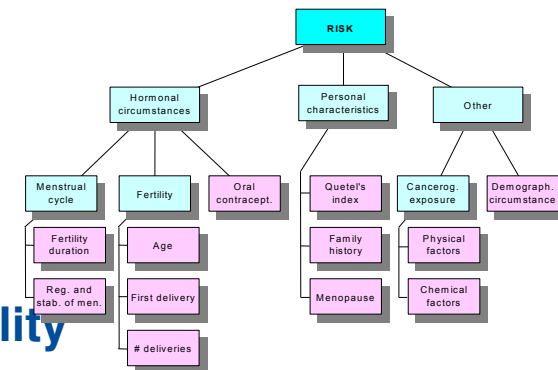 RISK
Hormonal
circumstances
Personal
characteristics
Other
Menstrual
cycle
Fertility
Oral
contracept.
Quetel's
index
Cancerog.
exposure
Demograph.
circumstance
Fertility
duration
Age
Family
history
Physical
factors
Reg. and
stab. of men.
First delivery
Menopause
Chemical
factors
lity
# deliveries